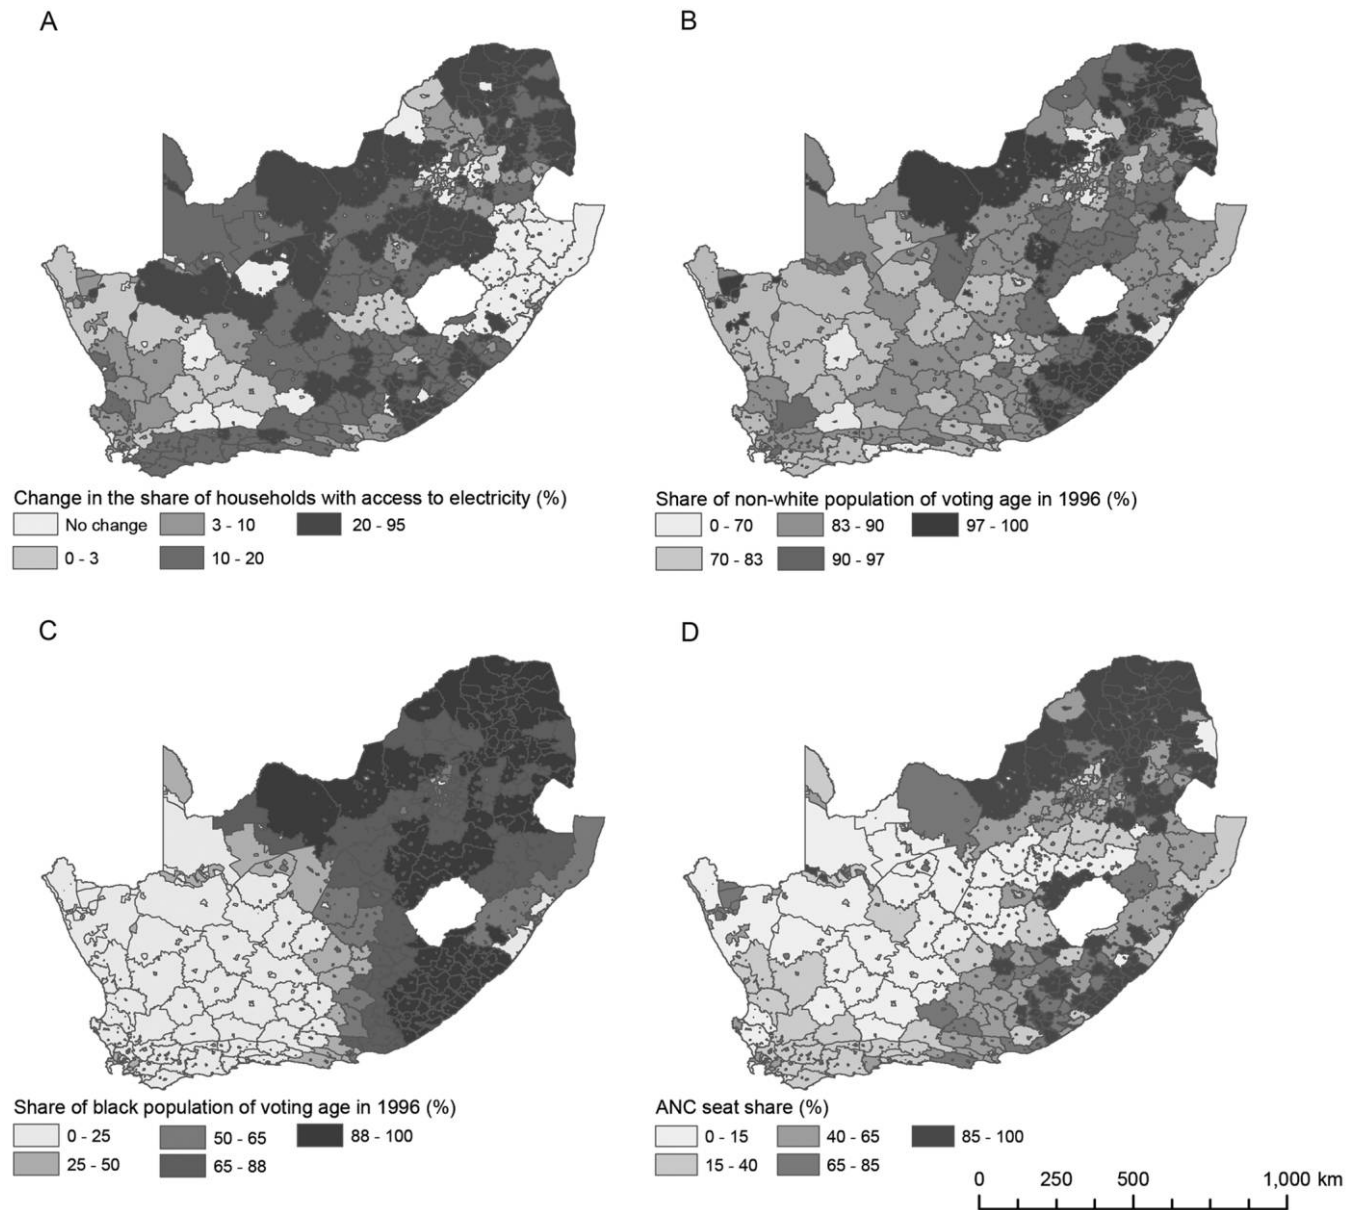 A
B
Change in the share of households with access to electricity (%)
No change 3 - 10 20 - 95
0 - 3 10 - 20
Share of non-white population of voting age in 1996 (%)
0 - 70 83 - 90 97 - 100
70 - 83 90 - 97
C
D
Share of black population of voting age in 1996 (%)
0 - 25 50 - 65 88 - 100
25 - 50 65 - 88
ANC seat share (%)
0 - 15 40 - 65 85 - 100
15 - 40 65 - 85
0 250 500 1,000 km